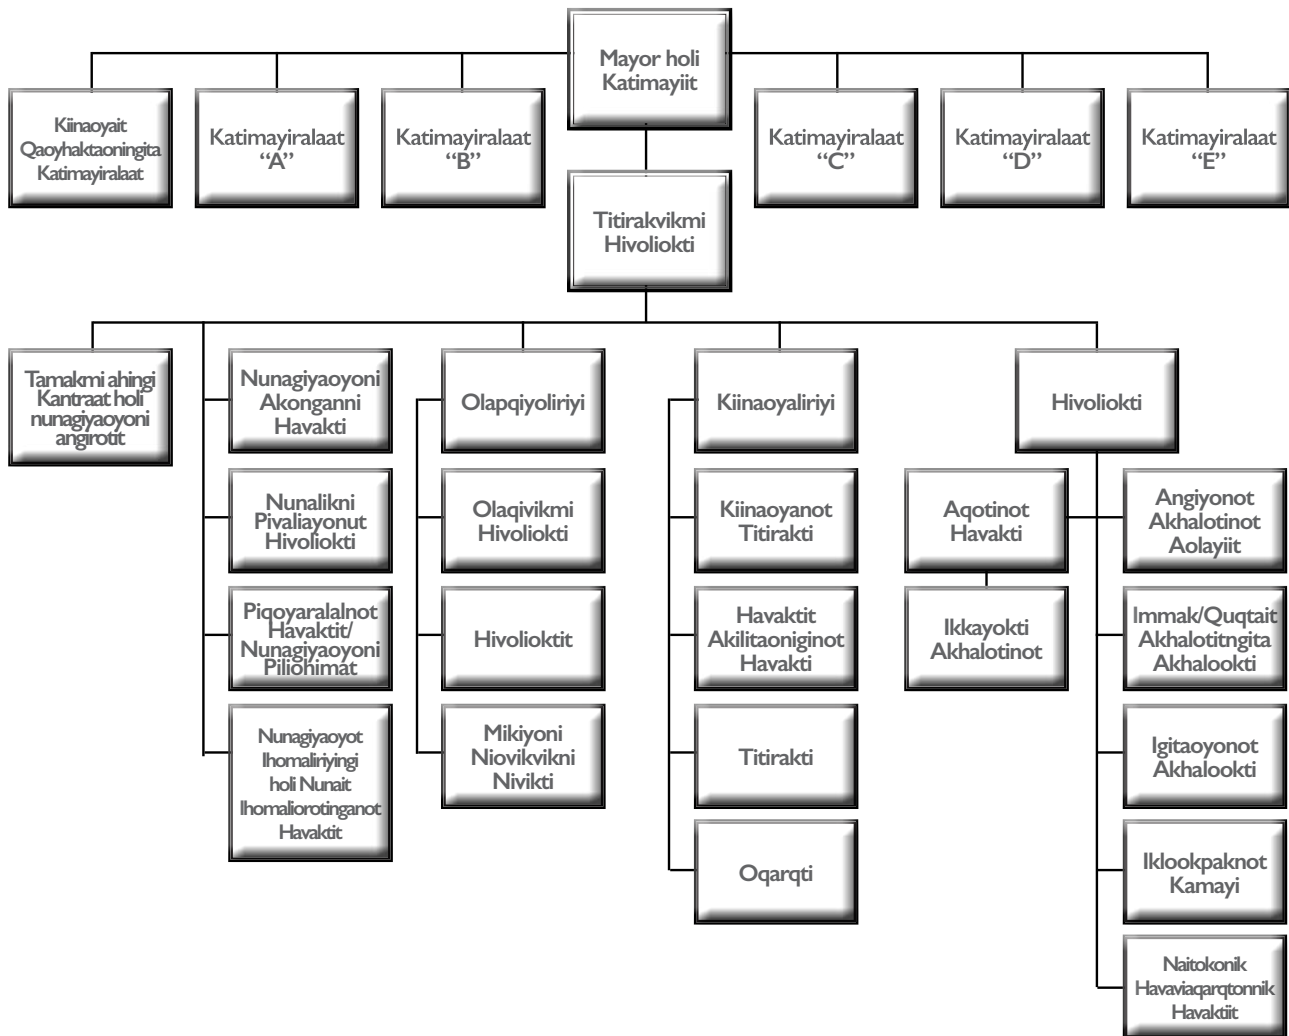 Mayor holi
Katimayiit
Kiinaoyait
Qaoyhaktaoningita
Katimayiralaat
Katimayiralaat
“A”
Katimayiralaat
“B”
Katimayiralaat
“C”
Katimayiralaat
“D”
Katimayiralaat
“E”
Titirakvikmi
Hivoliokti
Tamakmi ahingi
Kantraat holi
nunagiyaoyoni
angirotit
Nunagiyaoyoni
Akonganni
Havakti
Nunalikni
Pivaliayonut
Hivoliokti
Piqoyaralalnot
Havaktit/
Nunagiyaoyoni
Piliohimat
Nunagiyaoyot
Ihomaliriyingi
holi Nunait
Ihomaliorotinganot
Havaktit
Olapqiyoliriyi
Olaqivikmi
Hivoliokti
Hivolioktit
Mikiyoni
Niovikvikni
Nivikti
Kiinaoyaliriyi
Kiinaoyanot
Titirakti
Havaktit
Akilitaoniginot
Havakti
Titirakti
Oqarqti
Hivoliokti
Aqotinot
Havakti
Ikkayokti
Akhalotinot
Angiyonot
Akhalotinot
Aolayiit
Immak/Quqtait
Akhalotitngita
Akhalookti
Igitaoyonot
Akhalookti
Iklookpaknot
Kamayi
Naitokonik
Havaviaqarqtonnik
Havaktiit